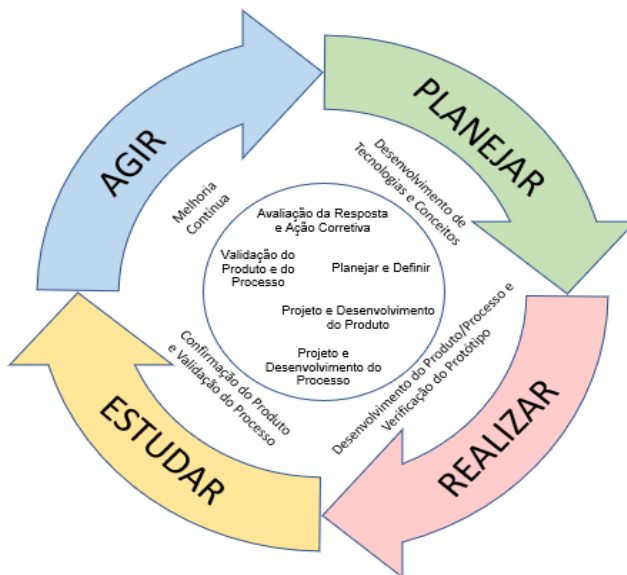 AGIR
PLANEJAR
REALIZAR
ESTUDAR
Melhoria
Contínua
Desenvolvimento de
Tecnologias e Conceitos
Desenvolvimento do Produto/Processo e
Verificação do Protótipo
Confirmação do Produto
e Validação do Processo
Avaliação da Resposta
e Ação Corretiva
Validação do
Produto e do
Processo
Planejar e Definir
Projeto e Desenvolvimento
do Produto
Projeto e
Desenvolvimento do
Processo